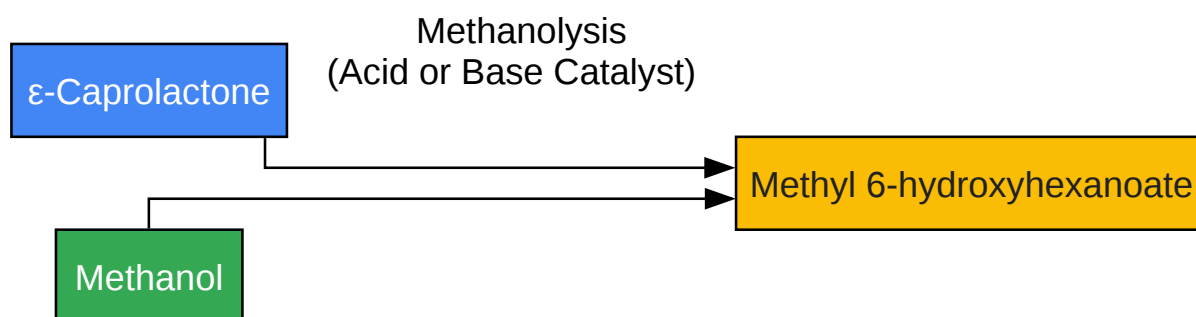 Methanolysis
(Acid or Base Catalyst)
ε-Caprolactone
Methyl 6-hydroxyhexanoate
Methanol